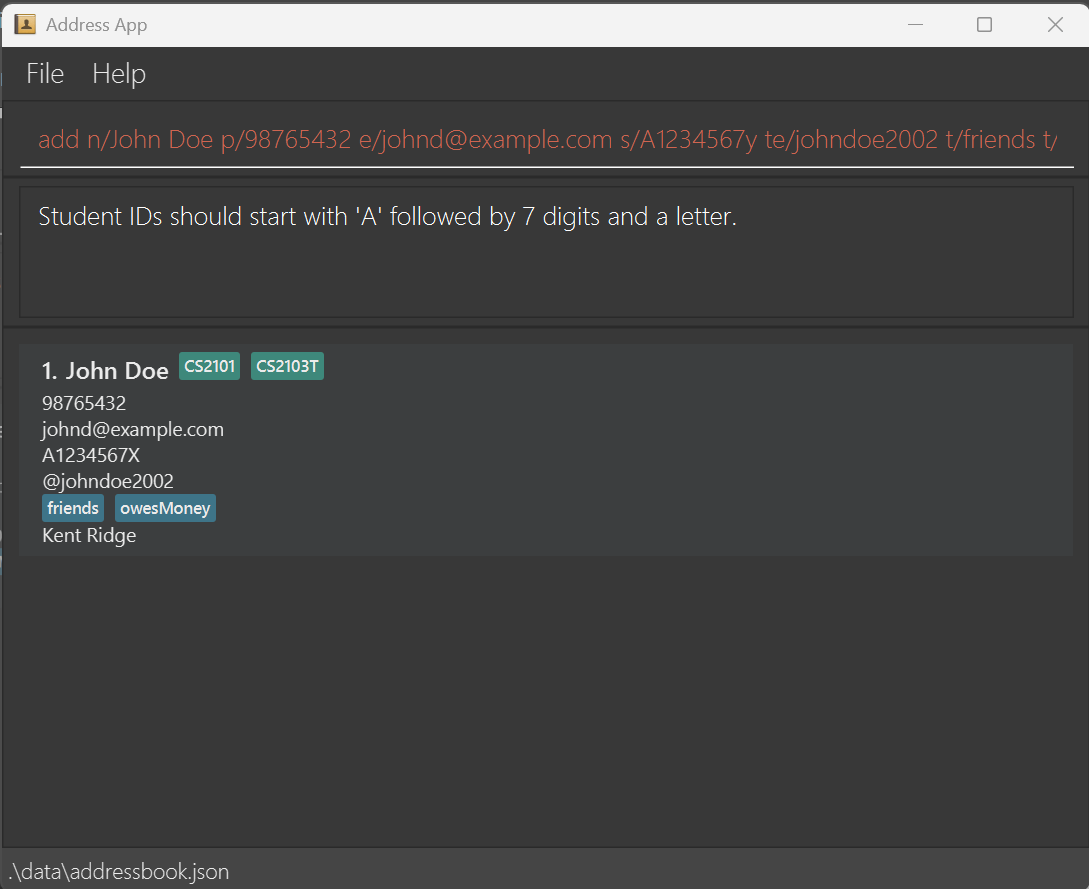 Address App
File Help
add n/John Doe p/98765432 e/johnd@example.com s/A1234567y te/johndoe2002 t/friends t/
Student IDs should start with 'A' followed by 7 digits and a letter.
1. John Doe CS2101 CS2103T
98765432
johnd@example.com
A1234567X
@johndoe2002
friends owesMoney
Kent Ridge
.\data\addressbook.json